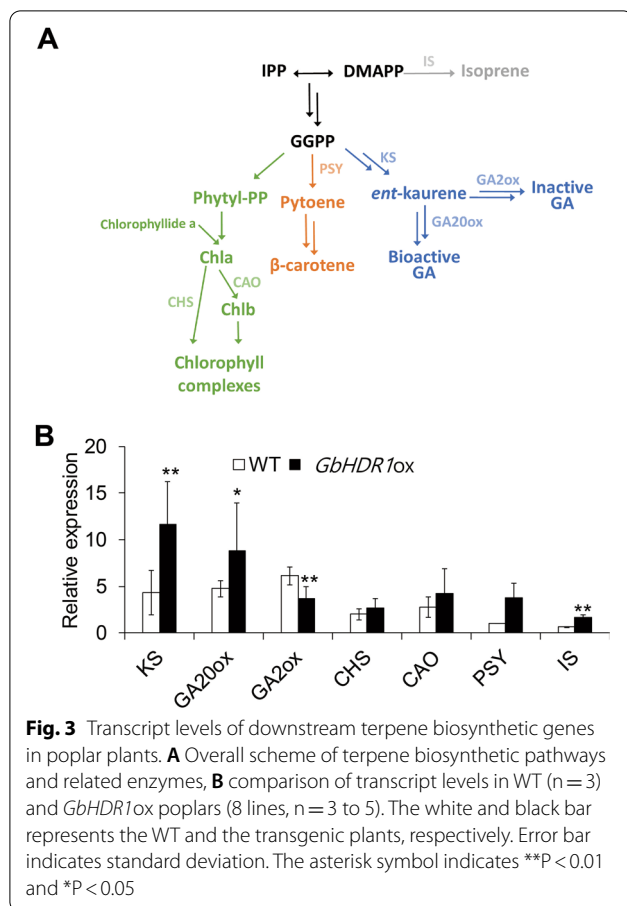 A
IPP DMAPP IS Isoprene
GGPP
PSY KS
Phytyl-PP Pytoene ent-kaurene GA2ox Inactive GA
Chlorophyllide a GA20ox
Chla β-carotene Bioactive GA
CHS CAO
Chlb
Chlorophyll
complexes
B
20
15
10
5
0
Relative expression
WT GbHDR1ox
** * ** **
KS GA20ox GA2ox CHS CAO PSY IS
Fig. 3 Transcript levels of downstream terpene biosynthetic genes
in poplar plants. A Overall scheme of terpene biosynthetic pathways
and related enzymes, B comparison of transcript levels in WT (n = 3)
and GbHDR1ox poplars (8 lines, n = 3 to 5). The white and black bar
represents the WT and the transgenic plants, respectively. Error bar
indicates standard deviation. The asterisk symbol indicates **P < 0.01
and *P < 0.05